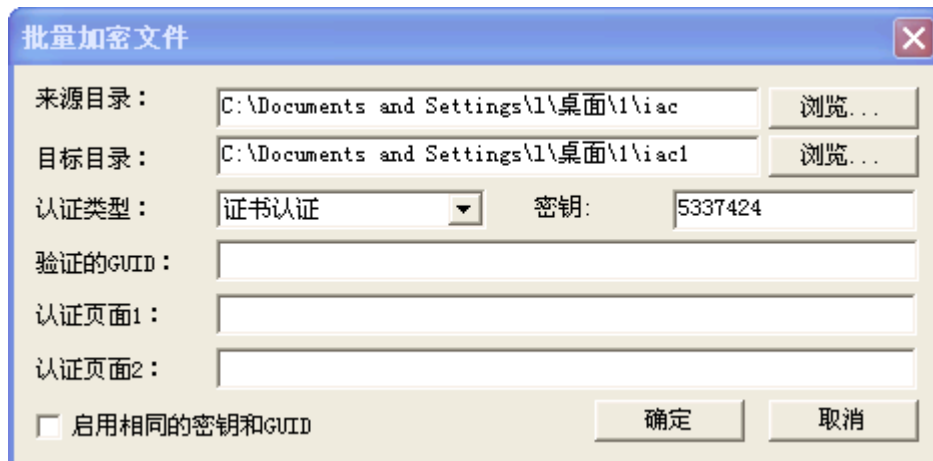 批量加密文件
来源目录： C:\Documents and Settings\l\桌面\1\iac 浏览...
目标目录： C:\Documents and Settings\l\桌面\1\iac1 浏览...
认证类型： 证书认证 密钥: 5337424
验证的GUID：
认证页面1：
认证页面2：
启用相同的密钥和GUID 确定 取消